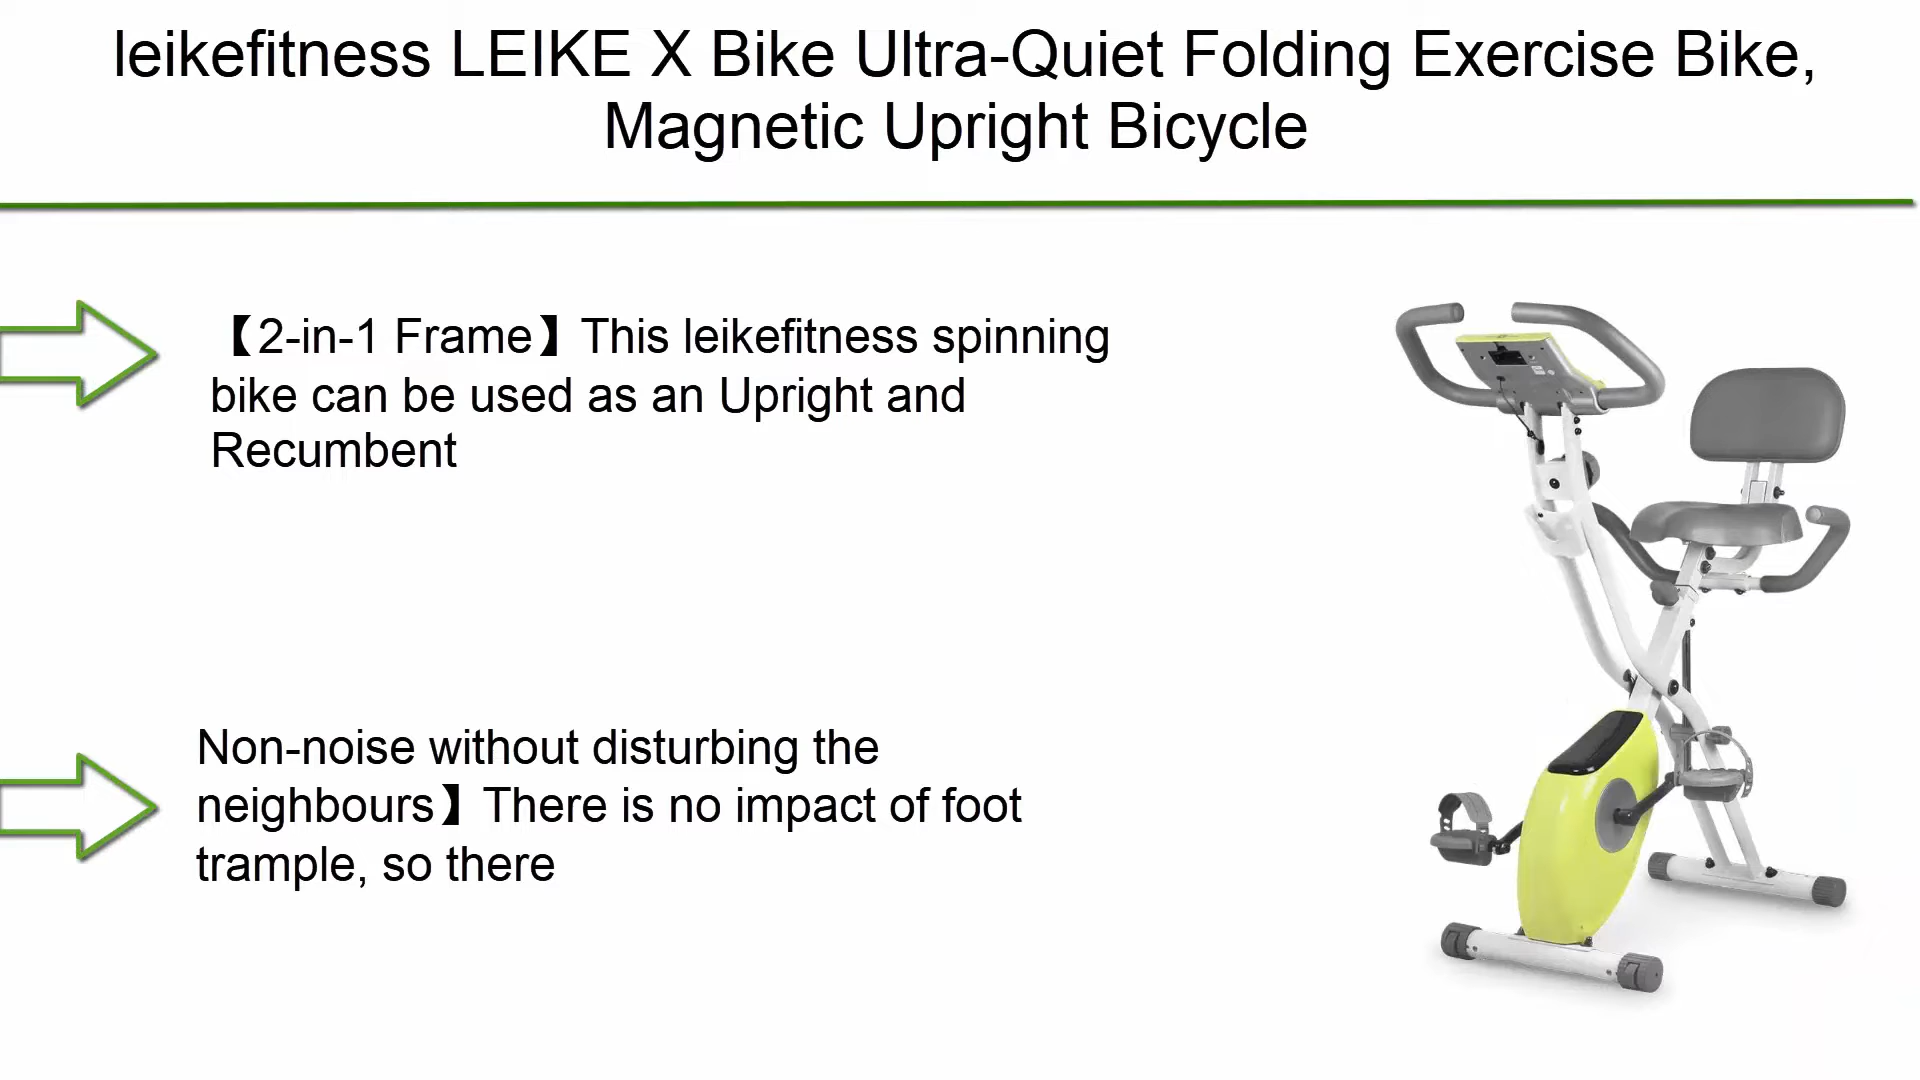 leikefitness LEIKE X Bike Ultra-Quiet Folding Exercise Bike,
Magnetic Upright Bicycle
【2-in-1 Frame】This leikefitness spinning
bike can be used as an Upright and
Recumbent
Non-noise without disturbing the
neighbours】There is no impact of foot
trample, so there